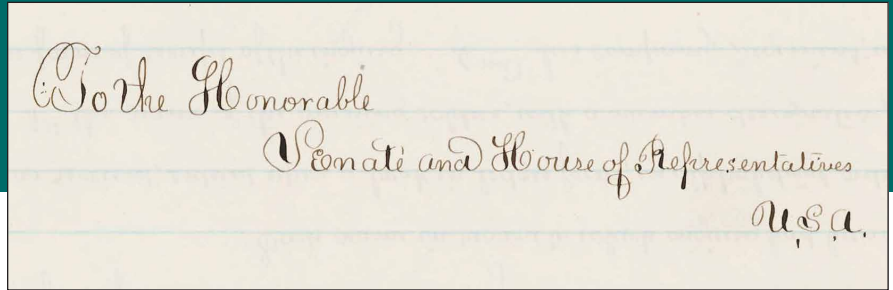 To the Honorable
Senate and House of Representatives
U.S.A.